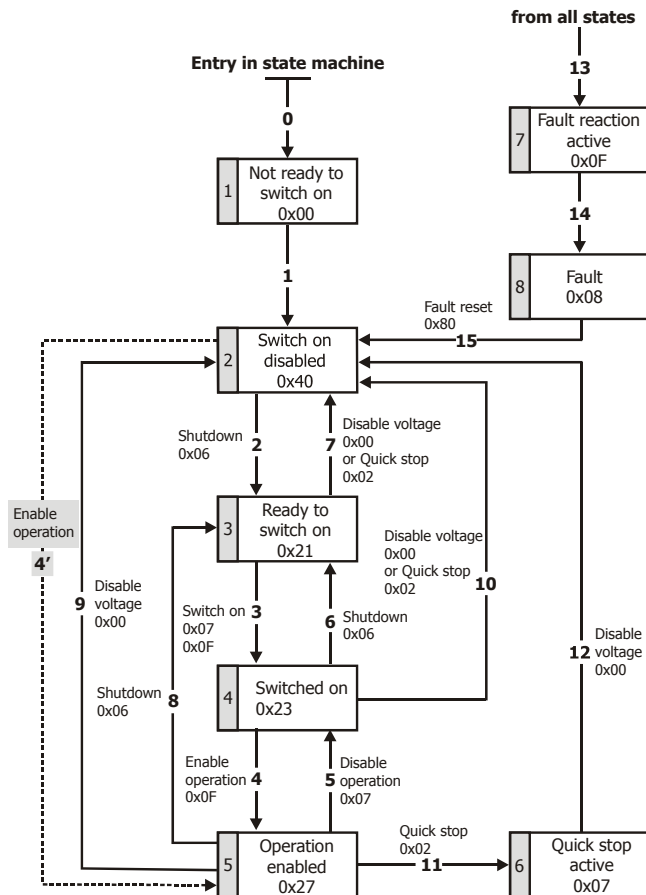 from all states
Entry in state machine
13
0
7
Fault reaction
active
0x0F
1
Not ready to
switch on
0x00
14
8
Fault
0x08
1
Fault reset
0x80
15
2
Switch on
disabled
0x40
Shutdown
0x06
2
7
Disable voltage
0x00
or Quick stop
0x02
Enable
operation
4'
3
Ready to
switch on
0x21
Disable voltage
0x00
or Quick stop
0x02
10
9
Disable
voltage
0x00
Switch on
0x07
0x0F
3
6
Shutdown
0x06
12
Disable
voltage
0x00
Shutdown
0x06
8
4
Switched on
0x23
Enable
operation
0x0F
4
5
Disable
operation
0x07
Quick stop
0x02
11
5
Operation
enabled
0x27
6
Quick stop
active
0x07